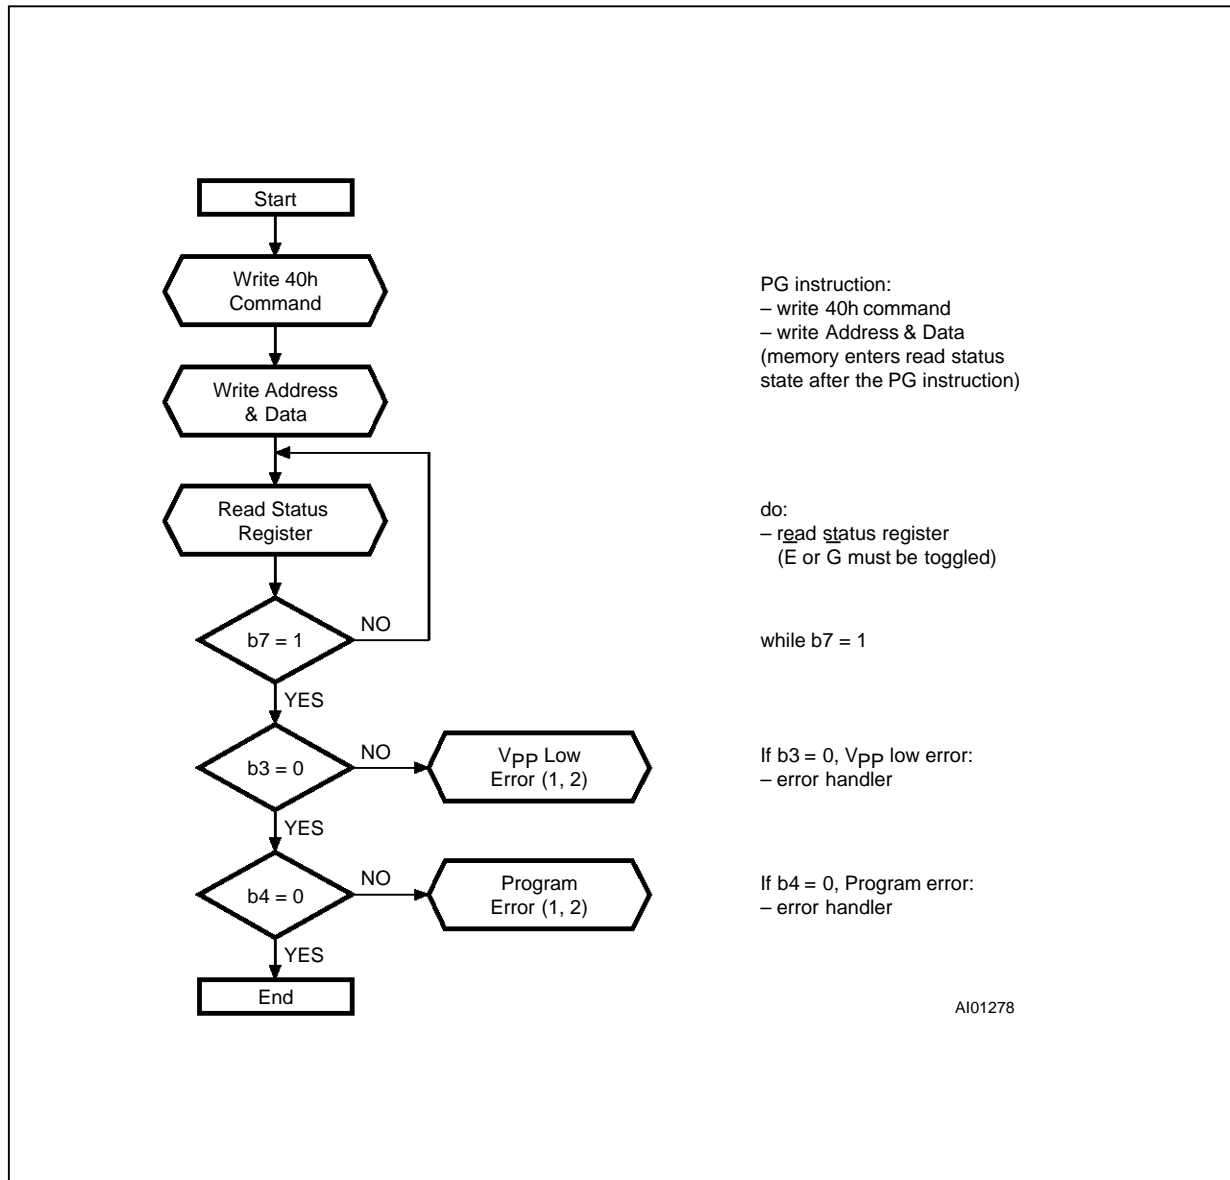 Start
Write 40h
Command
PG instruction:
– write 40h command
– write Address & Data
(memory enters read status
state after the PG instruction)
Write Address
& Data
Read Status
Register
do:
– read status register
(E or G must be toggled)
b7 = 1
NO
while b7 = 1
YES
b3 = 0
NO
VPP Low
Error (1, 2)
If b3 = 0, VPP low error:
– error handler
YES
b4 = 0
NO
Program
Error (1, 2)
If b4 = 0, Program error:
– error handler
YES
End
AI01278